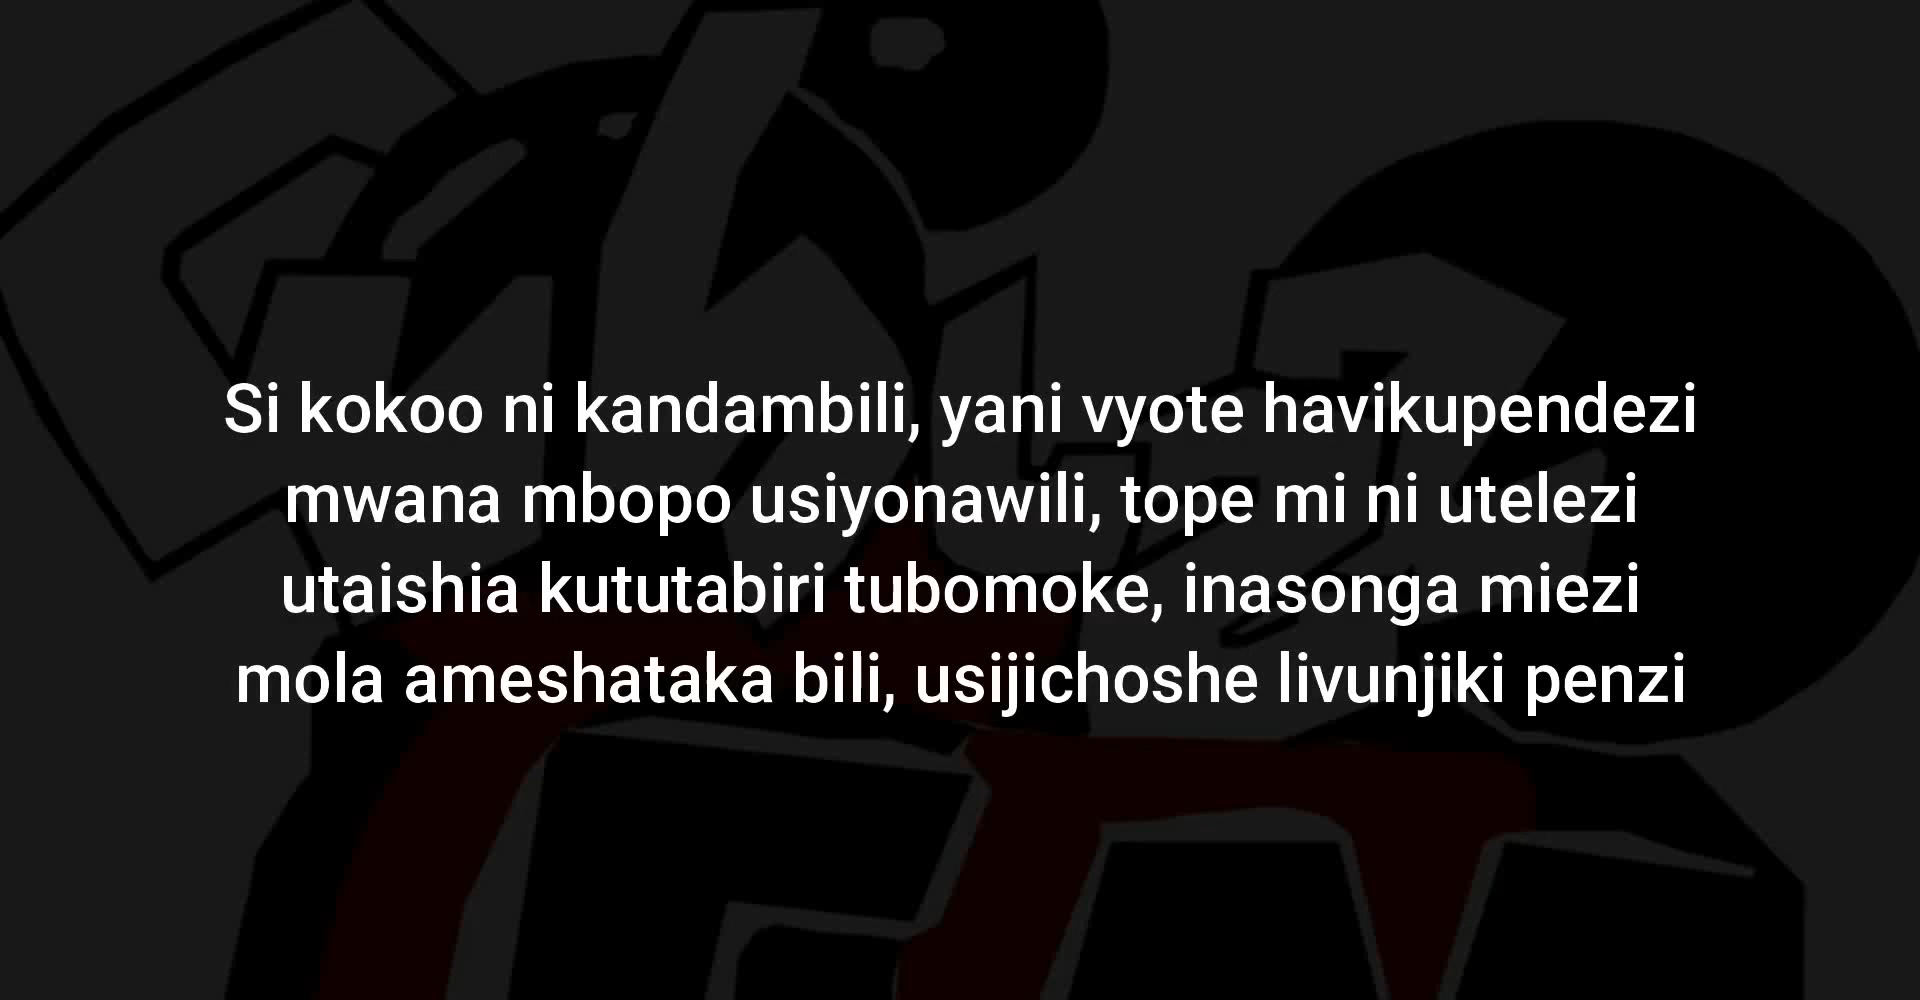 Si kokoo ni kandambili, yani vyote havikupendezi
mwana mbopo usiyonawili, tope mi ni utelezi
utaishia kututabiri tubomoke, inasonga miezi
mola ameshataka bili, usijichoshe livunjiki penzi